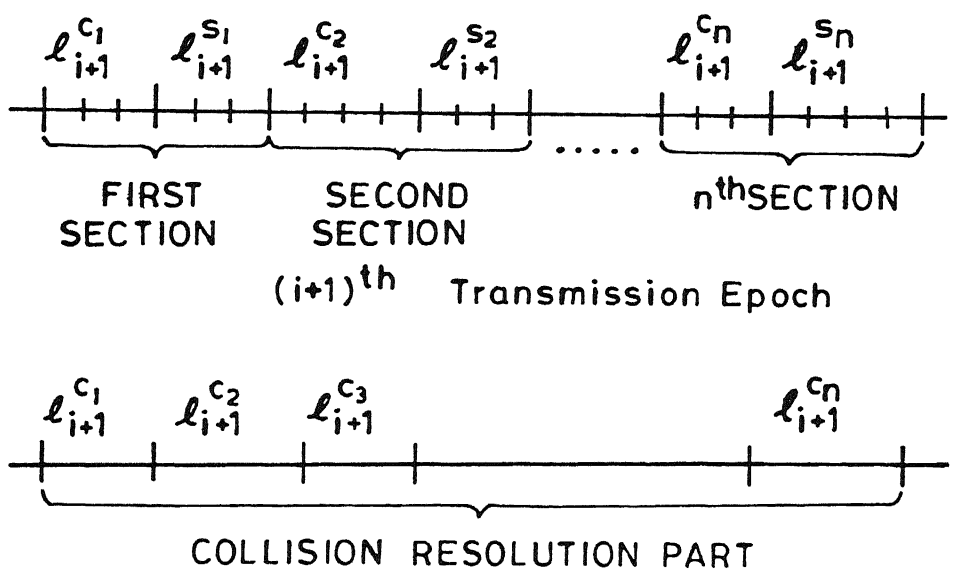 ℓ_{i+1}^{C_1} ℓ_{i+1}^{S_1} ℓ_{i+1}^{C_2} ℓ_{i+1}^{S_2} ℓ_{i+1}^{C_n} ℓ_{i+1}^{S_n}
.....
FIRST SECOND n^{th} SECTION
SECTION SECTION
(i+1)^{th} Transmission Epoch
ℓ_{i+1}^{C_1} ℓ_{i+1}^{C_2} ℓ_{i+1}^{C_3} ℓ_{i+1}^{C_n}
COLLISION RESOLUTION PART